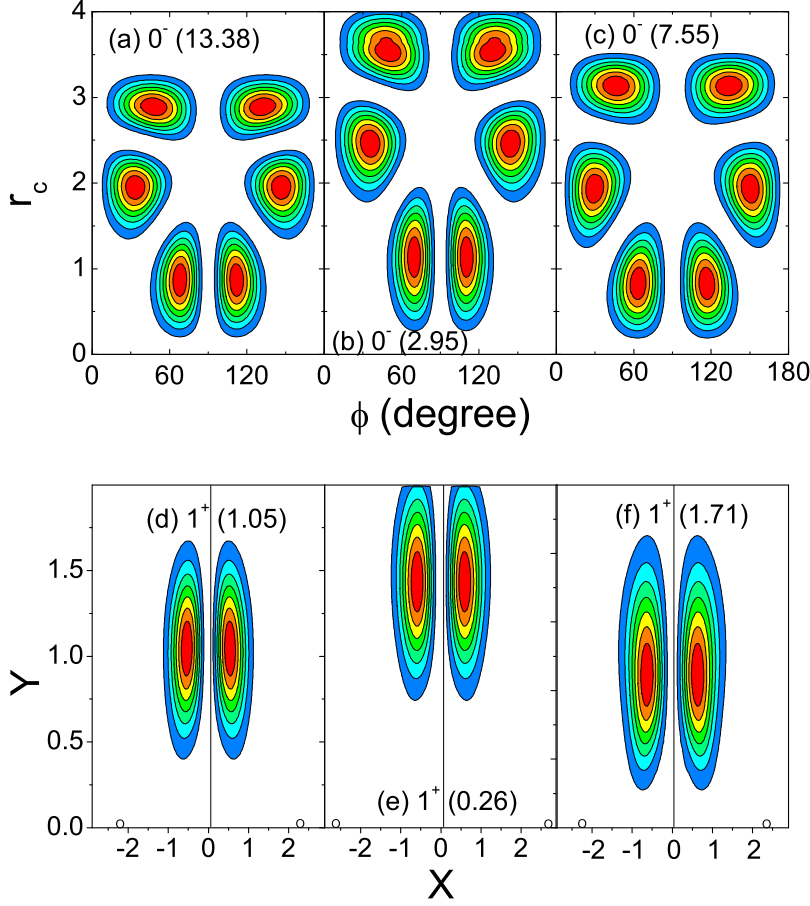 4
3
2
1
0
r_c
(a) 0^- (13.38)
(b) 0^- (2.95)
(c) 0^- (7.55)
0 60 120 0 60 120 0 60 120 180
ϕ (degree)
1.5
1.0
0.5
0.0
Y
(d) 1^+ (1.05)
(e) 1^+ (0.26)
(f) 1^+ (1.71)
-2 -1 0 1 2 -2 -1 0 1 2 -2 -1 0 1 2
X